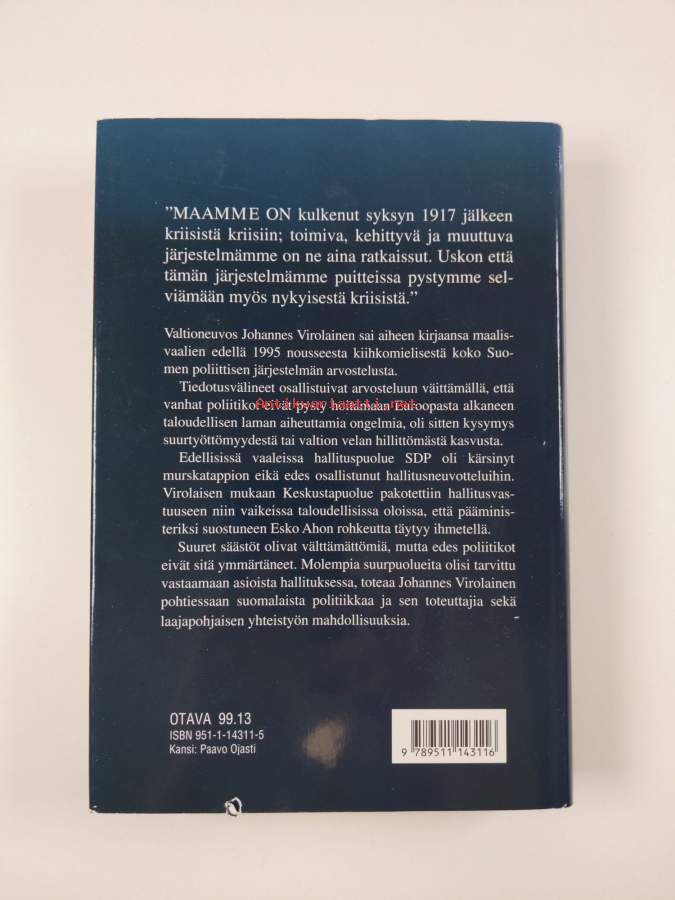 ”MAAMME ON kulkenut syksyn 1917 jälkeen
kriisistä kriisiin; toimiva, kehittyvä ja muuttuva
järjestelmämme on ne aina ratkaissut. Uskon että
tämän järjestelmämme puitteissa pystymme sel-
viämään myös nykyisestä kriisistä.”
Valtioneuvos Johannes Virolainen sai aiheen kirjaansa maalis-
vaalien edellä 1995 nousseesta kiihkomielisestä koko Suo-
men poliittisen järjestelmän arvostelusta.
Tiedotusvälineet osallistuivat arvosteluun väittämällä, että
vanhat poliitikot eivät pysty hoitamaan Euroopasta alkaneen
Antikvariaatti.net
taloudellisen laman aiheuttamia ongelmia, oli sitten kysymys
suurtyöttömyydestä tai valtion velan hillittömästä kasvusta.
Edellisissä vaaleissa hallituspuolue SDP oli kärsinyt
murskatappion eikä edes osallistunut hallitusneuvotteluihin.
Virolaisen mukaan Keskustapuolue pakotettiin hallitusvas-
tuuseen niin vaikeissa taloudellisissa oloissa, että pääminis-
teriksi suostuneen Esko Ahon rohkeutta täytyy ihmetellä.
Suuret säästöt olivat välttämättömiä, mutta edes poliitikot
eivät sitä ymmärtäneet. Molempia suurpuolueita olisi tarvittu
vastaamaan asioista hallituksessa, toteaa Johannes Virolainen
pohtiessaan suomalaista politiikkaa ja sen toteuttajia sekä
laajapohjaisen yhteistyön mahdollisuuksia.
OTAVA 99.13
ISBN 951-1-14311-5
Kansi: Paavo Ojasti
9 789511 143116